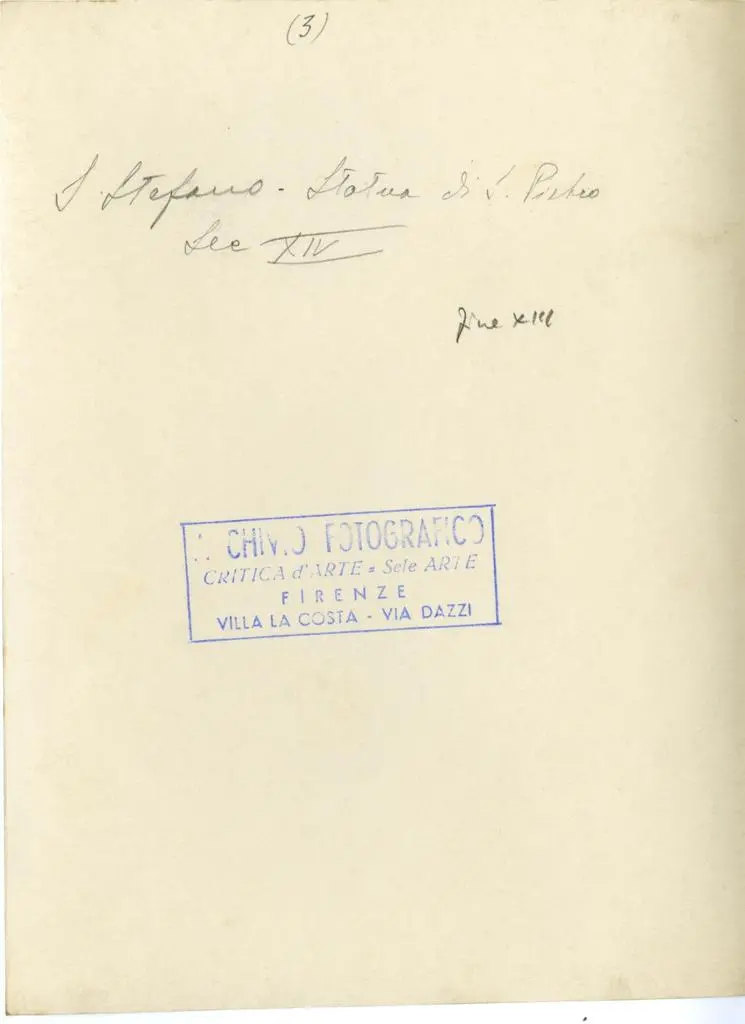 (3)
S. Stefano - Statua di S. Pietro
Sec XIV
fine XIII
CHIVIO FOTOGRAFICO
CRITICA d'ARTE = Sele ARTE
FIRENZE
VILLA LA COSTA - VIA DAZZI